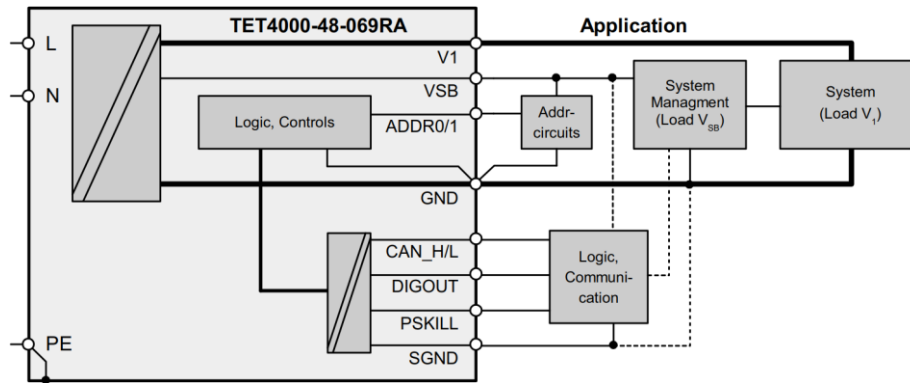 TET4000-48-069RA
Application
L
N
PE
V1
VSB
ADDR0/1
GND
CAN_H/L
DIGOUT
PSKILL
SGND
Logic, Controls
Addr-
circuits
System
Managment
(Load VSB)
System
(Load V1)
Logic,
Communi-
cation